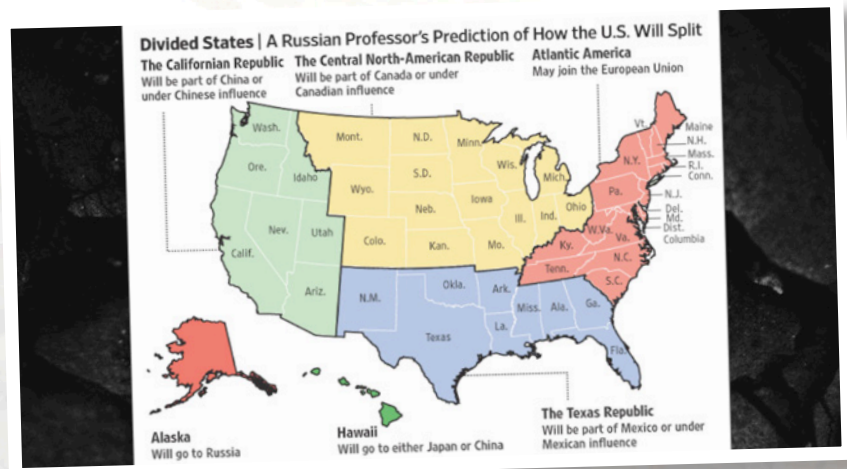 Divided States | A Russian Professor's Prediction of How the U.S. Will Split
The Californian Republic
Will be part of China or
under Chinese influence
The Central North-American Republic
Will be part of Canada or under
Canadian influence
Atlantic America
May join the European Union
Wash.
Ore.
Idaho
Nev.
Utah
Calif.
Ariz.
Mont.
N.D.
Minn.
Wyo.
S.D.
Wis.
Mich.
Neb.
Iowa
Ill.
Ind.
Ohio
Colo.
Kan.
Mo.
Vt.
Maine
N.H.
Mass.
R.I.
Conn.
N.Y.
Pa.
N.J.
Del.
Md.
Dist.
Columbia
W.Va.
Va.
Ky.
N.C.
Tenn.
S.C.
N.M.
Okla.
Ark.
Texas
La.
Miss.
Ala.
Ga.
Fla.
Alaska
Will go to Russia
Hawaii
Will go to either Japan or China
The Texas Republic
Will be part of Mexico or under
Mexican influence